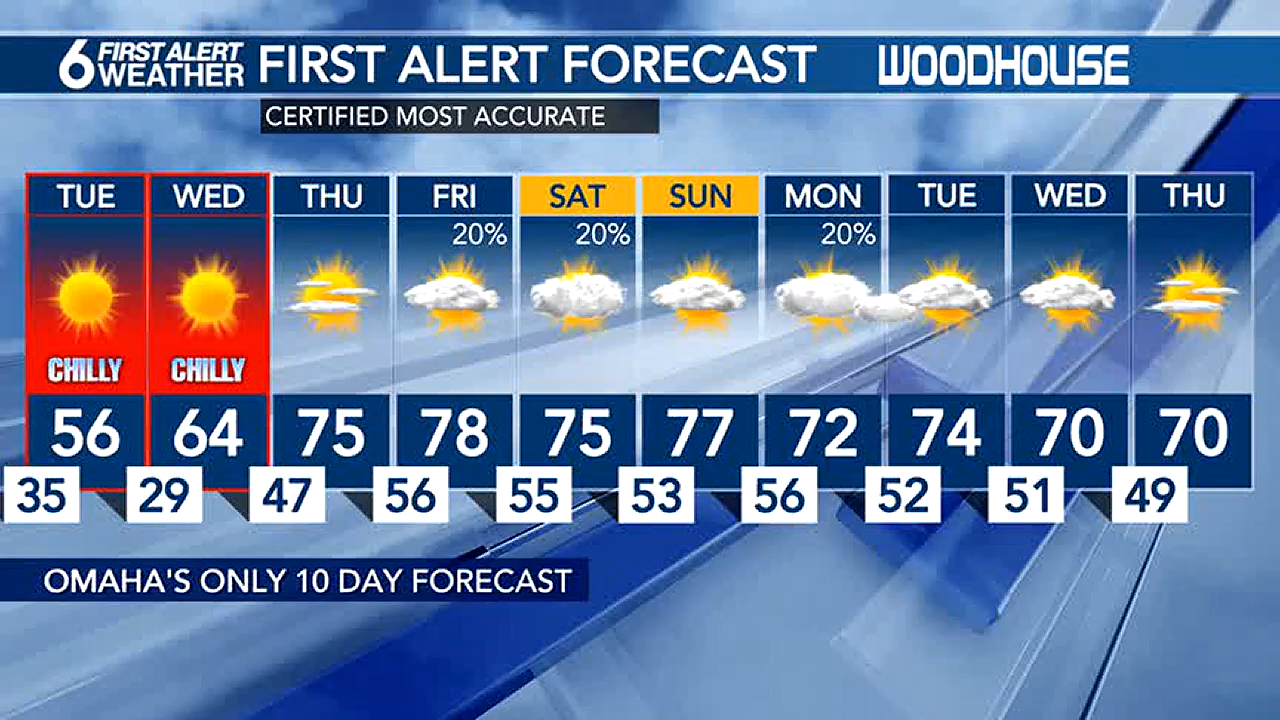 6 FIRST ALERT WEATHER
FIRST ALERT FORECAST
WOODHOUSE
CERTIFIED MOST ACCURATE
TUE WED THU FRI SAT SUN MON TUE WED THU
20% 20% 20%
CHILLY CHILLY
56 64 75 78 75 77 72 74 70 70
35 29 47 56 55 53 56 52 51 49
OMAHA'S ONLY 10 DAY FORECAST